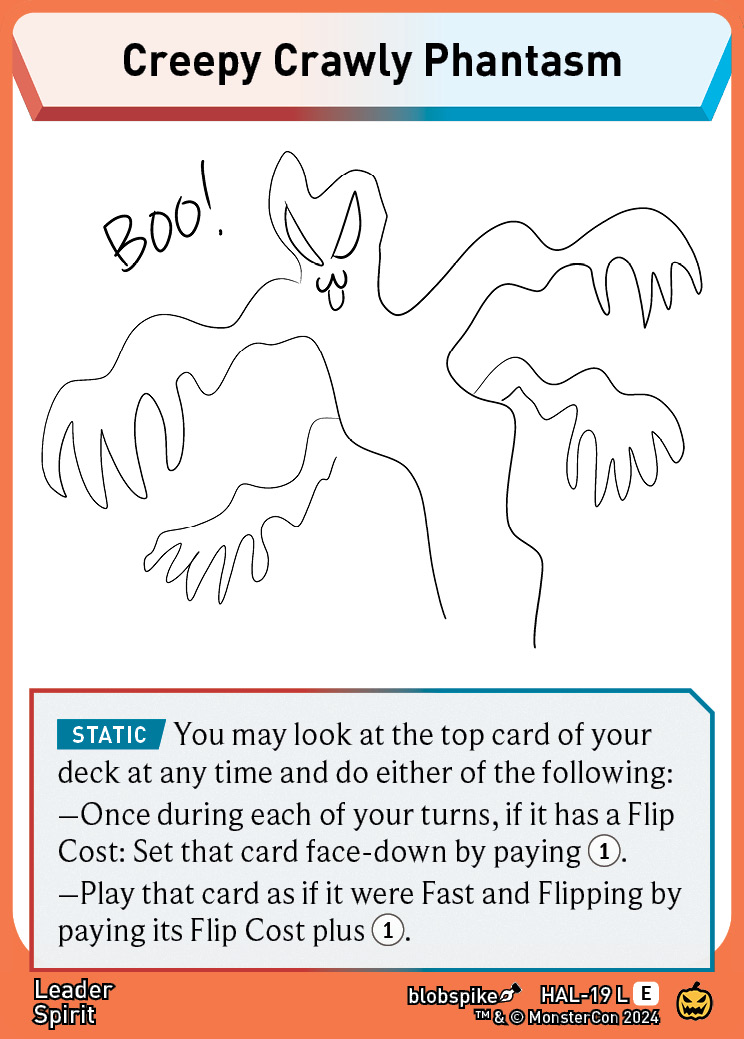 Creepy Crawly Phantasm
BOO!
STATIC You may look at the top card of your
deck at any time and do either of the following:
—Once during each of your turns, if it has a Flip
Cost: Set that card face-down by paying 1.
—Play that card as if it were Fast and Flipping by
paying its Flip Cost plus 1.
Leader
Spirit
blobspike HAL-19 L E
™ & © MonsterCon 2024